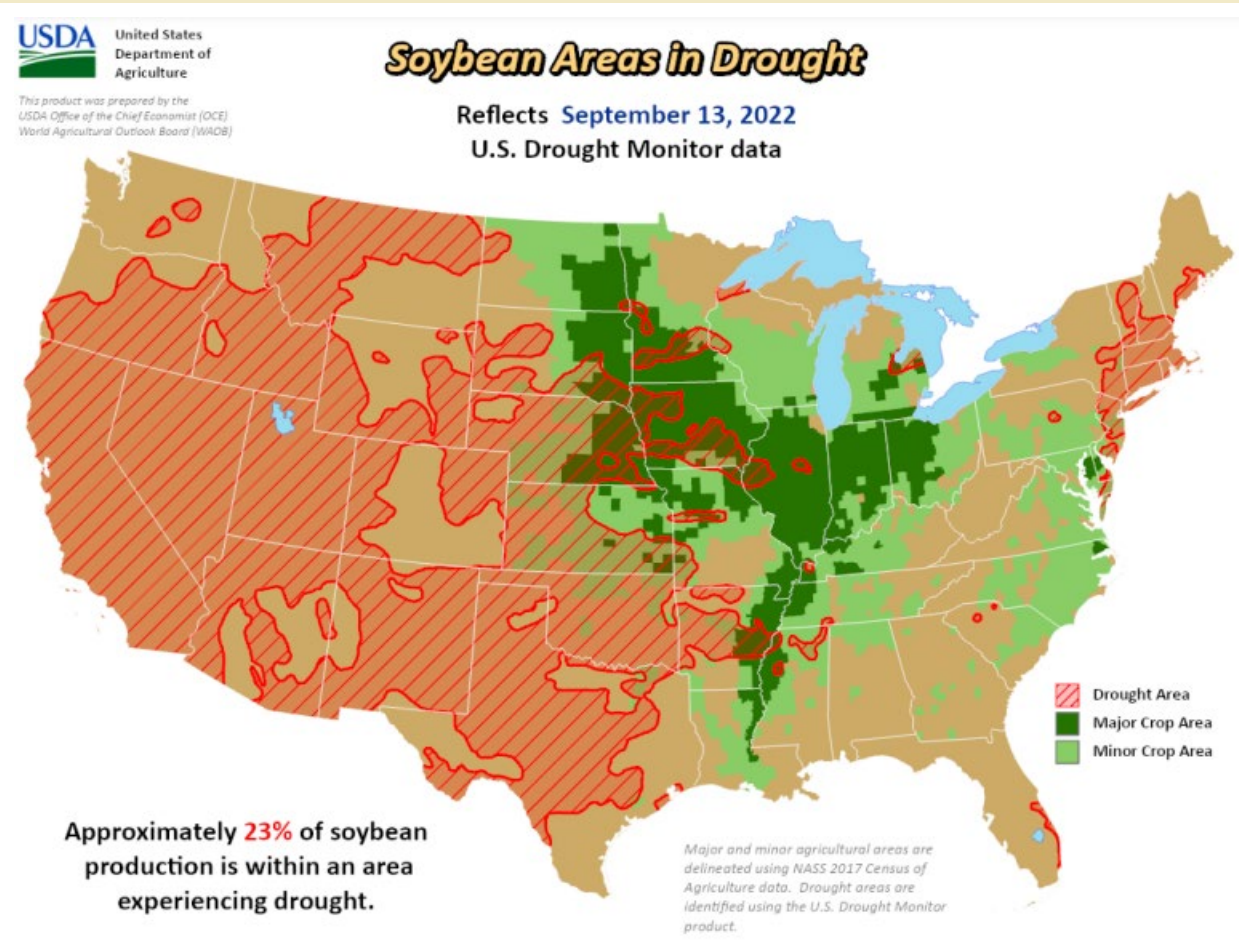 USDA
United States
Department of
Agriculture
This product was prepared by the
USDA Office of the Chief Economist (OCE)
World Agricultural Outlook Board (WAOB)
Soybean Areas in Drought
Reflects September 13, 2022
U.S. Drought Monitor data
Drought Area
Major Crop Area
Minor Crop Area
Approximately 23% of soybean
production is within an area
experiencing drought.
Major and minor agricultural areas are
delineated using NASS 2017 Census of
Agriculture data. Drought areas are
identified using the U.S. Drought Monitor
product.